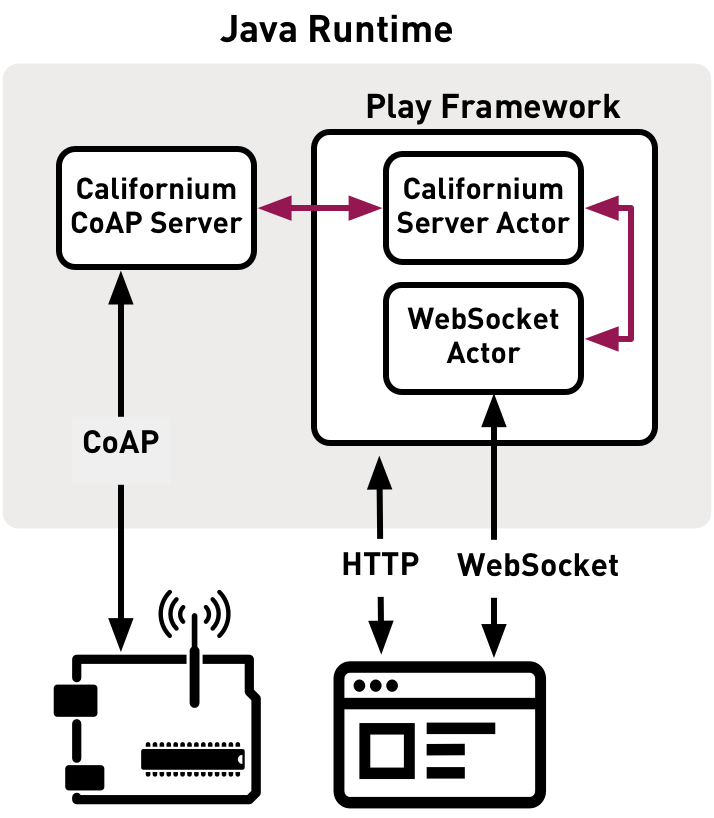 Java Runtime
Play Framework
Californium
CoAP Server
Californium
Server Actor
WebSocket
Actor
CoAP
HTTP
WebSocket